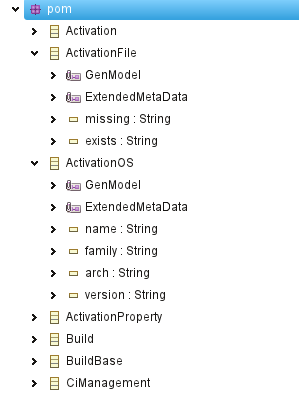 pom
Activation
ActivationFile
GenModel
ExtendedMetaData
missing : String
exists : String
ActivationOS
GenModel
ExtendedMetaData
name : String
family : String
arch : String
version : String
ActivationProperty
Build
BuildBase
CiManagement